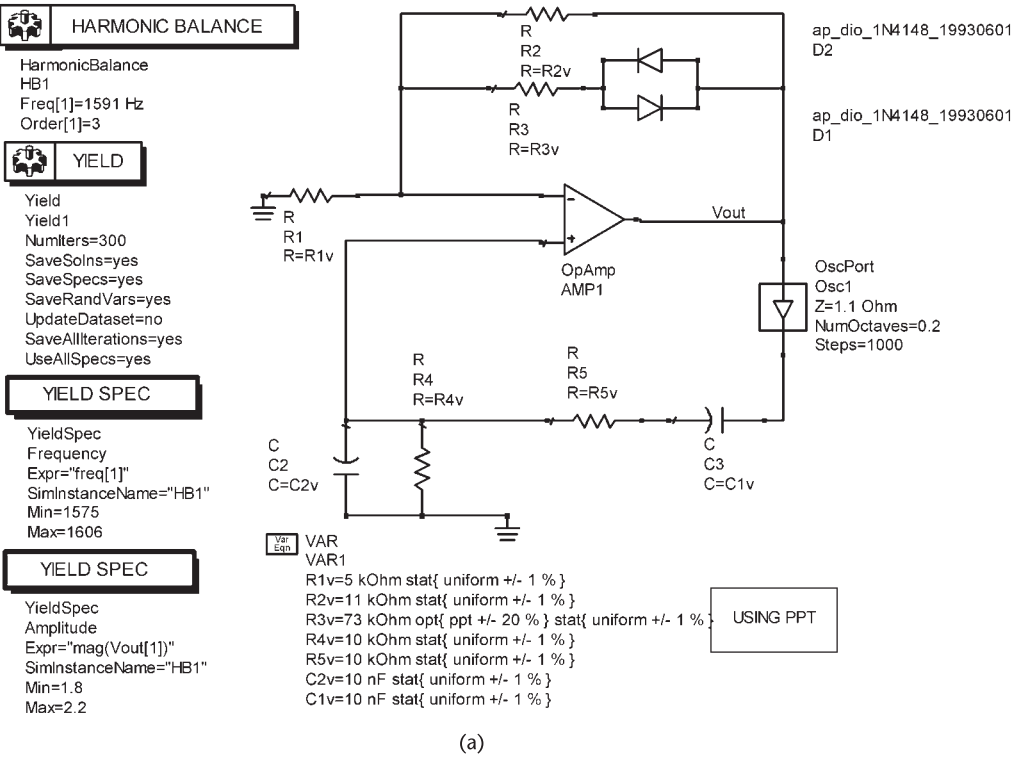 HARMONIC BALANCE
HarmonicBalance
HB1
Freq[1]=1591 Hz
Order[1]=3
YIELD
Yield
Yield1
NumIters=300
SaveSolns=yes
SaveSpecs=yes
SaveRandVars=yes
UpdateDataset=no
SaveAllIterations=yes
UseAllSpecs=yes
YIELD SPEC
YieldSpec
Frequency
Expr="freq[1]"
SimInstanceName="HB1"
Min=1575
Max=1606
YIELD SPEC
YieldSpec
Amplitude
Expr="mag(Vout[1])"
SimInstanceName="HB1"
Min=1.8
Max=2.2
R
R2
R=R2v
R
R3
R=R3v
ap_dio_1N4148_19930601
D2
ap_dio_1N4148_19930601
D1
R
R1
R=R1v
-
+
OpAmp
AMP1
Vout
OscPort
Osc1
Z=1.1 Ohm
NumOctaves=0.2
Steps=1000
R
R4
R=R4v
R
R5
R=R5v
C
C2
C=C2v
C
C3
C=C1v
Var
Eqn
VAR
VAR1
R1v=5 kOhm stat{ uniform +/- 1 % }
R2v=11 kOhm stat{ uniform +/- 1 % }
R3v=73 kOhm opt{ ppt +/- 20 % } stat{ uniform +/- 1 % }
R4v=10 kOhm stat{ uniform +/- 1 % }
R5v=10 kOhm stat{ uniform +/- 1 % }
C2v=10 nF stat{ uniform +/- 1 % }
C1v=10 nF stat{ uniform +/- 1 % }
USING PPT
(a)